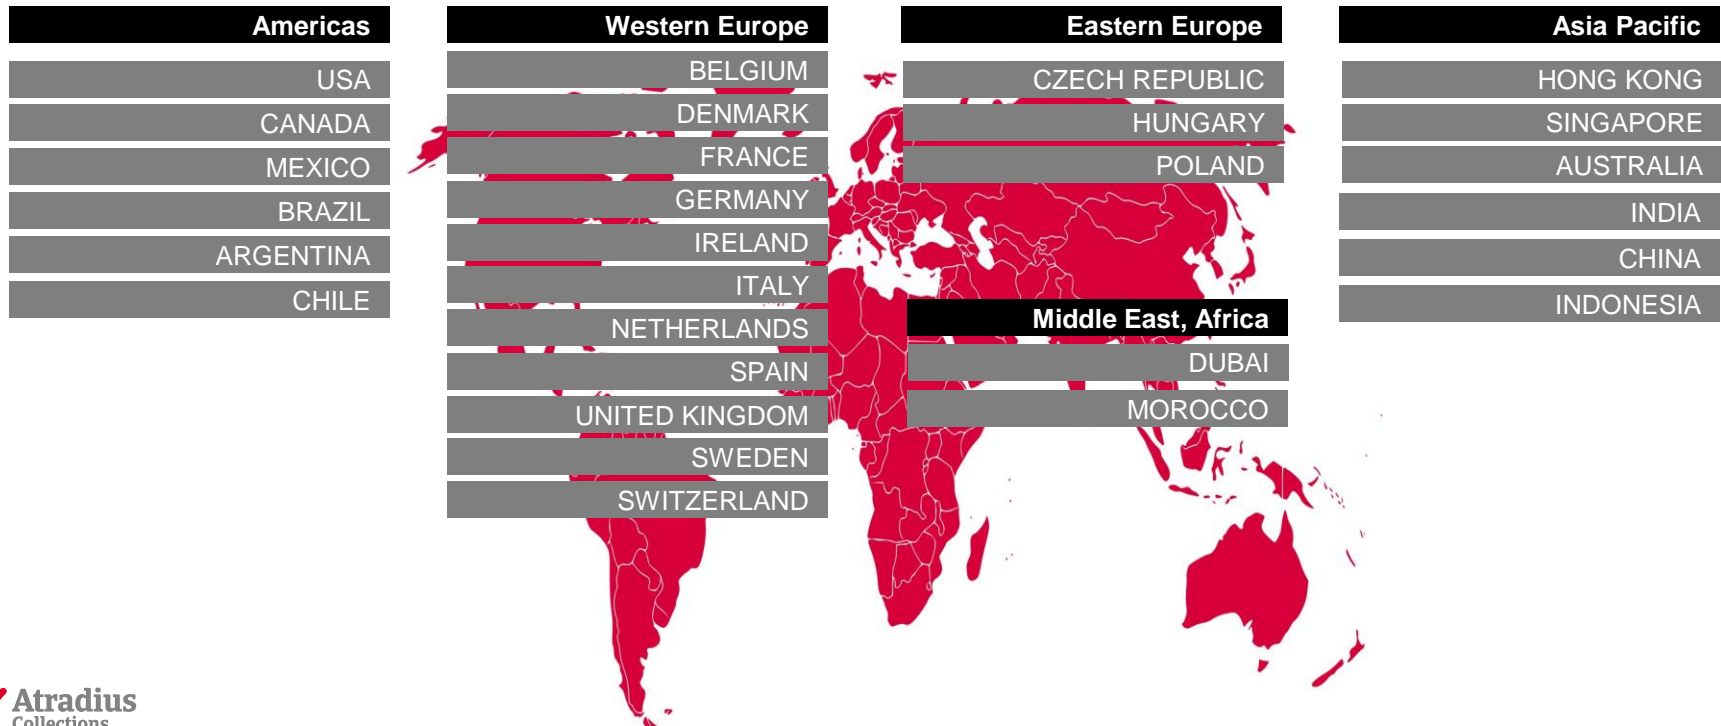 Americas
USA
CANADA
MEXICO
BRAZIL
ARGENTINA
CHILE
Western Europe
BELGIUM
DENMARK
FRANCE
GERMANY
IRELAND
ITALY
NETHERLANDS
SPAIN
UNITED KINGDOM
SWEDEN
SWITZERLAND
Eastern Europe
CZECH REPUBLIC
HUNGARY
POLAND
Middle East, Africa
DUBAI
MOROCCO
Asia Pacific
HONG KONG
SINGAPORE
AUSTRALIA
INDIA
CHINA
INDONESIA
Atradius
Collections